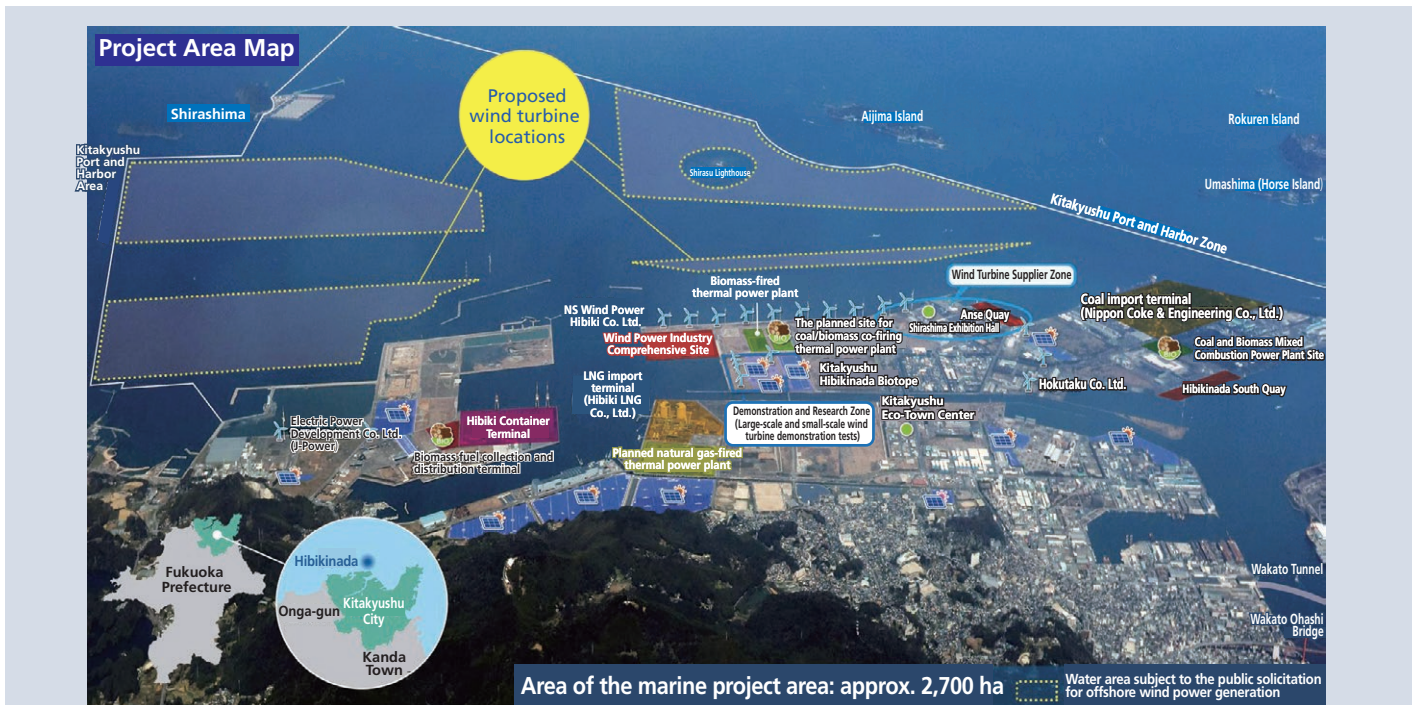 Project Area Map
Proposed
wind turbine
locations
Shirashima
Aijima Island
Rokuren Island
Kitakyushu
Port and
Harbor
Area
Shirasu Lighthouse
Umashima (Horse Island)
Kitakyushu Port and Harbor Zone
Wind Turbine Supplier Zone
Biomass-fired
thermal power plant
NS Wind Power
Hibiki Co. Ltd.
Wind Power Industry
Comprehensive Site
The planned site for
coal/biomass co-firing
thermal power plant
Anse Quay
Shirashima Exhibition Hall
Coal import terminal
(Nippon Coke & Engineering Co., Ltd.)
Coal and Biomass Mixed
Combustion Power Plant Site
LNG import
terminal
(Hibiki LNG
Co., Ltd.)
Kitakyushu
Hibikinada Biotope
Hokutaku Co. Ltd.
Hibikinada South Quay
Electric Power
Development Co. Ltd.
(J-Power)
Hibiki Container
Terminal
Biomass fuel collection and
distribution terminal
Demonstration and Research Zone
(Large-scale and small-scale wind
turbine demonstration tests)
Kitakyushu
Eco-Town Center
Planned natural gas-fired
thermal power plant
BIO
BIO
BIO
Fukuoka
Prefecture
Hibikinada
Onga-gun
Kitakyushu
City
Kanda
Town
Wakato Tunnel
Wakato Ohashi
Bridge
Area of the marine project area: approx. 2,700 ha
Water area subject to the public solicitation
for offshore wind power generation